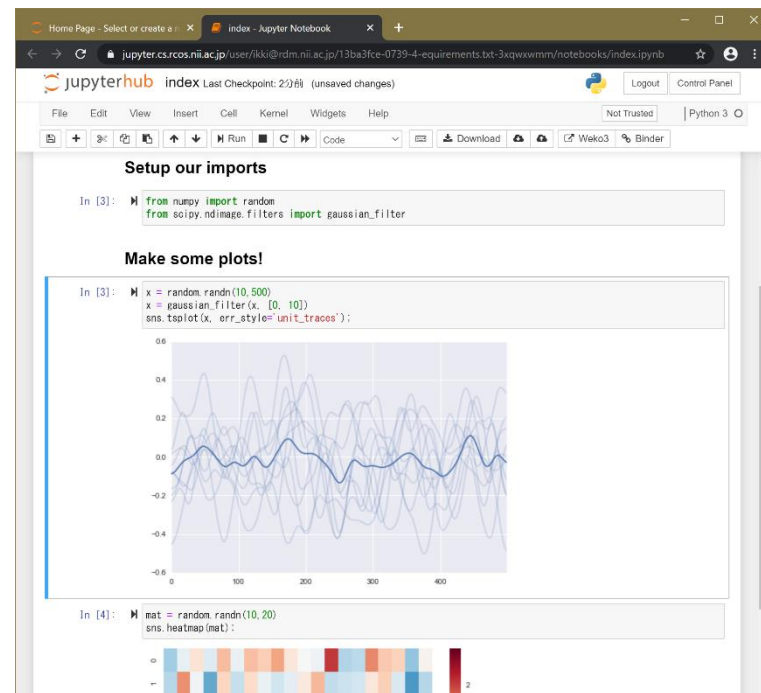 Home Page - Select or create a n
index - Jupyter Notebook
jupyter.cs.rcos.nii.ac.jp/user/ikki@rdm.nii.ac.jp/13ba3fce-0739-4-equirements.txt-3xqwxwmm/notebooks/index.ipynb
jupyterhub index Last Checkpoint: 2分前 (unsaved changes)
Logout Control Panel
File Edit View Insert Cell Kernel Widgets Help
Not Trusted Python 3
Run Code Download Weko3 Binder
Setup our imports
In [3]: from numpy import random
from scipy.ndimage.filters import gaussian_filter
Make some plots!
In [3]: x = random.randn(10,500)
x = gaussian_filter(x, [0, 10])
sns.tsplot(x, err_style='unit_traces');
0.6
0.4
0.2
0.0
−0.2
−0.4
−0.6
0 100 200 300 400
In [4]: mat = random.randn(10,20)
sns.heatmap(mat);
0
1
2